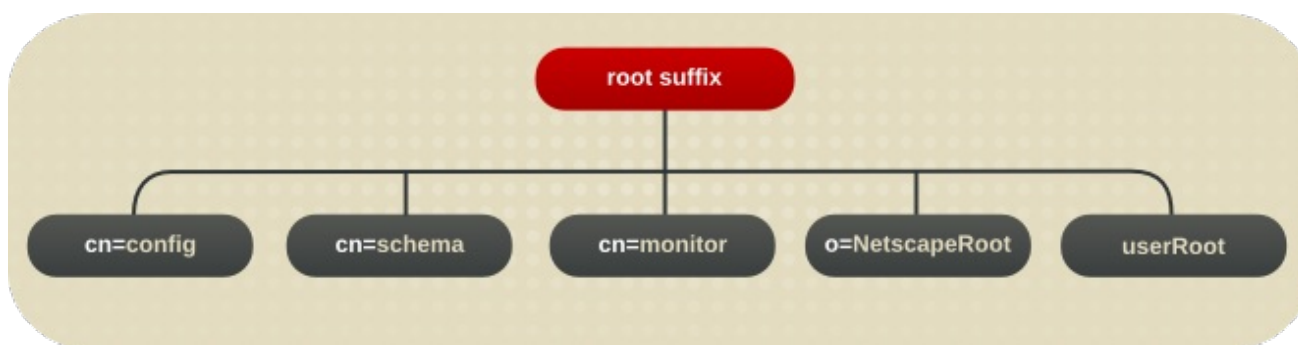 root suffix
cn=config
cn=schema
cn=monitor
o=NetscapeRoot
userRoot